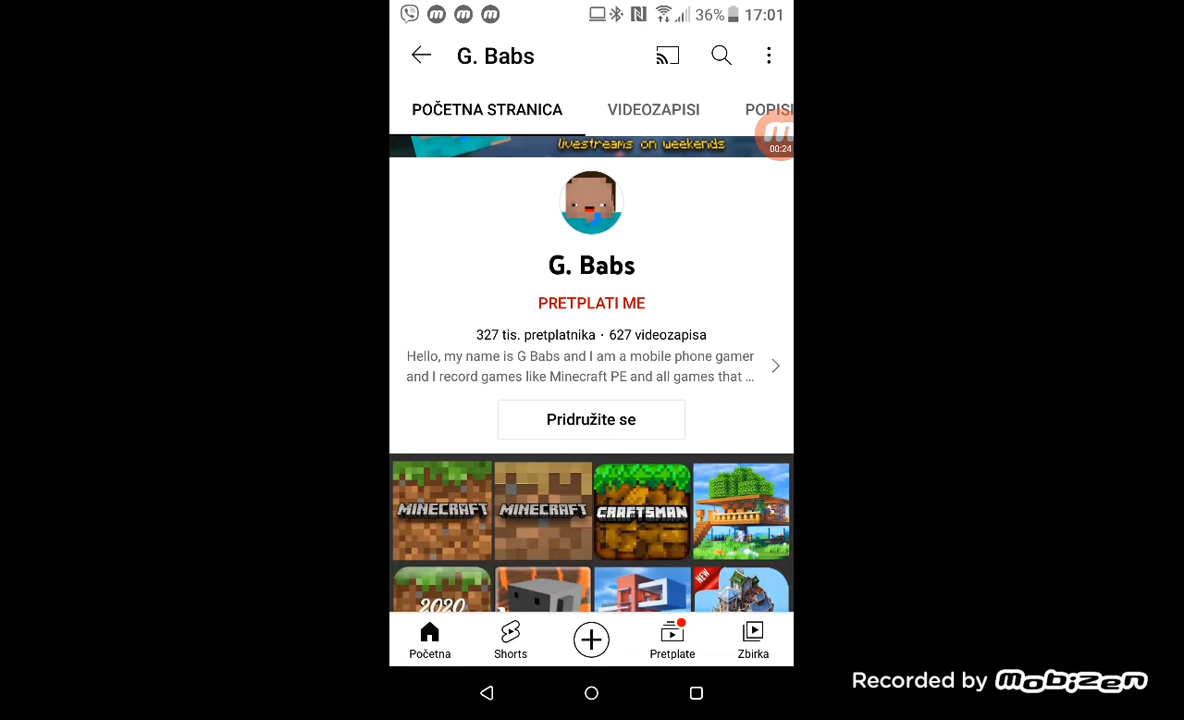 36% 17:01
G. Babs
POČETNA STRANICA VIDEOZAPISI POPISI
livestreams on weekends
00:24
G. Babs
PRETPLATI ME
327 tis. pretplatnika · 627 videozapisa
Hello, my name is G Babs and I am a mobile phone gamer
and I record games like Minecraft PE and all games that ...
Pridružite se
MINECRAFT MINECRAFT CRAFTSMAN
2020 NEW
Početna Shorts Pretplate Zbirka
Recorded by mobizen